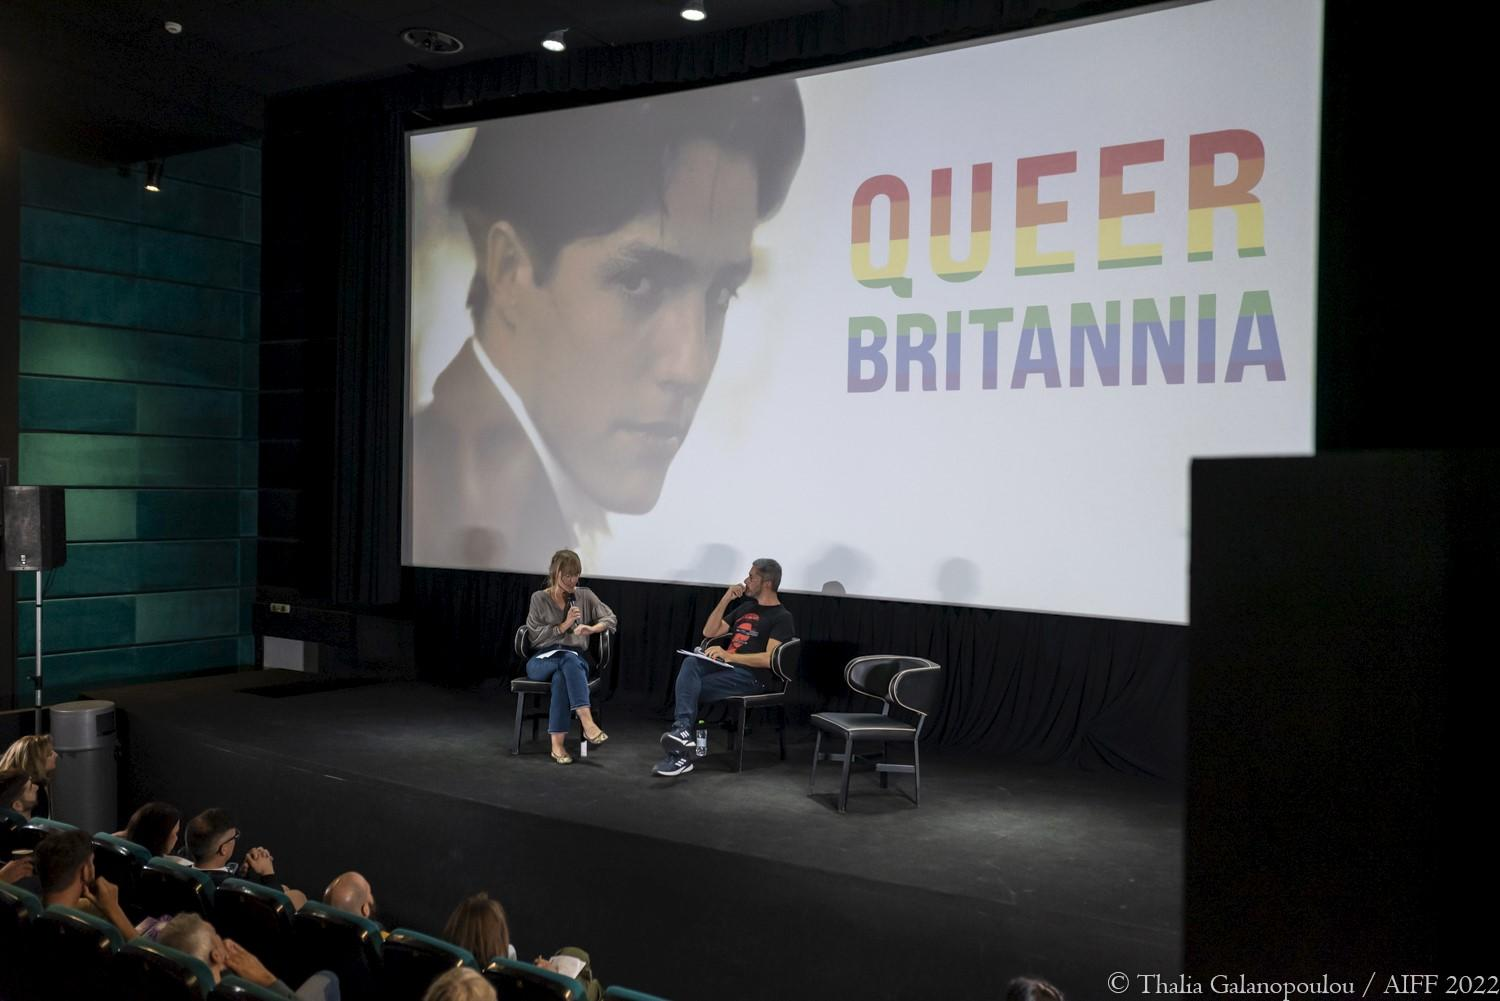 QUEER
BRITANNIA
© Thalia Galanopoulou / AIFF 2022